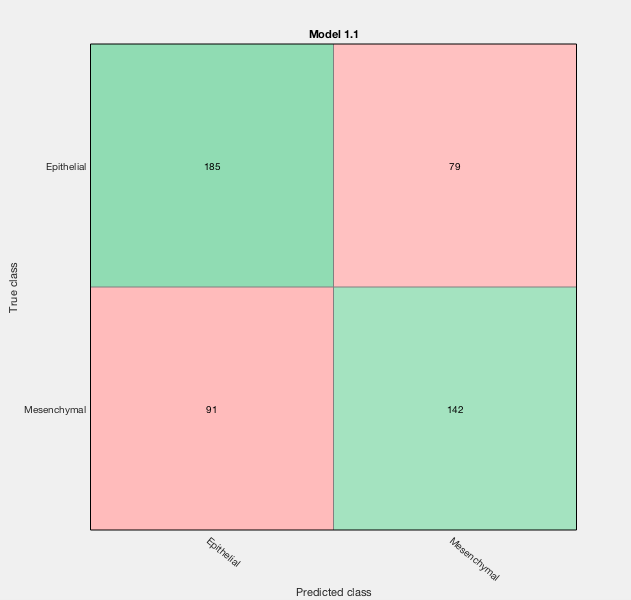 Model 1.1
Epithelial
185
79
True class
Mesenchymal
91
142
Epithelial
Mesenchymal
Predicted class